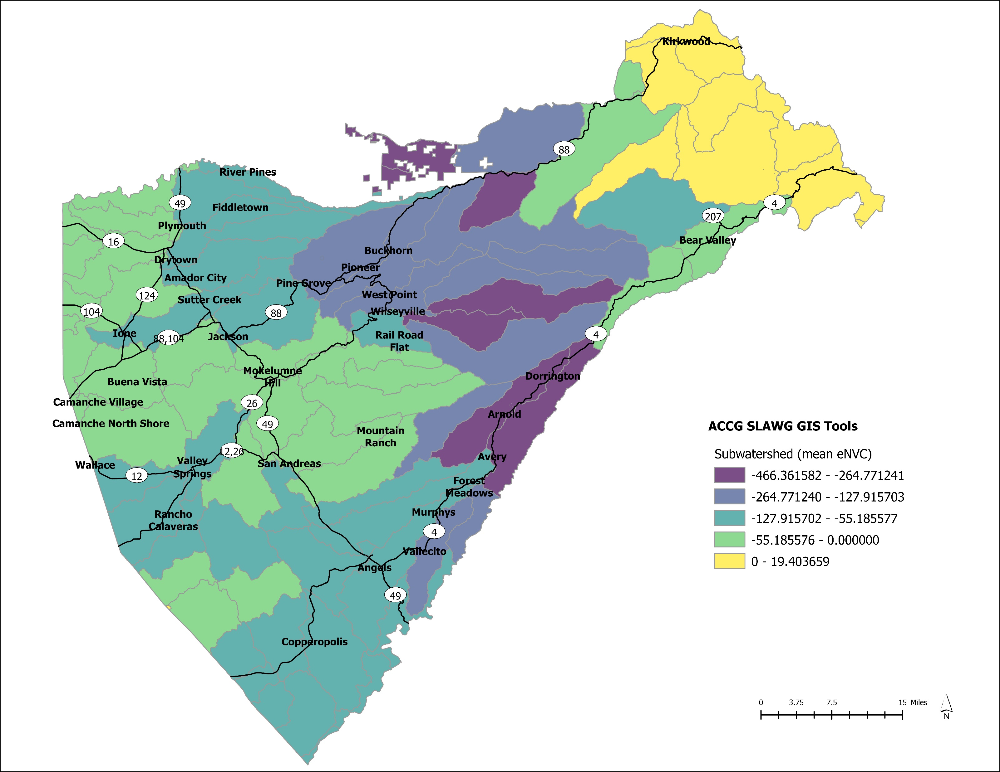 Kirkwood
88
River Pines
49
Fiddletown
4
207
Plymouth
16
Bear Valley
Buckhorn
Drytown
Pioneer
Amador City
Pine Grove
124
West Point
Sutter Creek
104
88
Wilseyville
Ione
88,104
Jackson
Rail Road
Flat
4
Mokelumne
Hill
Dorrington
Buena Vista
Camanche Village
26
Arnold
Camanche North Shore
49
Mountain
Ranch
12,26
Avery
Wallace
Valley
Springs
San Andreas
12
Forest
Meadows
Rancho
Calaveras
Murphys
4
Vallecito
Angels
49
Copperopolis
ACCG SLAWG GIS Tools
Subwatershed (mean eNVC)
-466.361582 - -264.771241
-264.771240 - -127.915703
-127.915702 - -55.185577
-55.185576 - 0.000000
0 - 19.403659
0 3.75 7.5 15 Miles
N